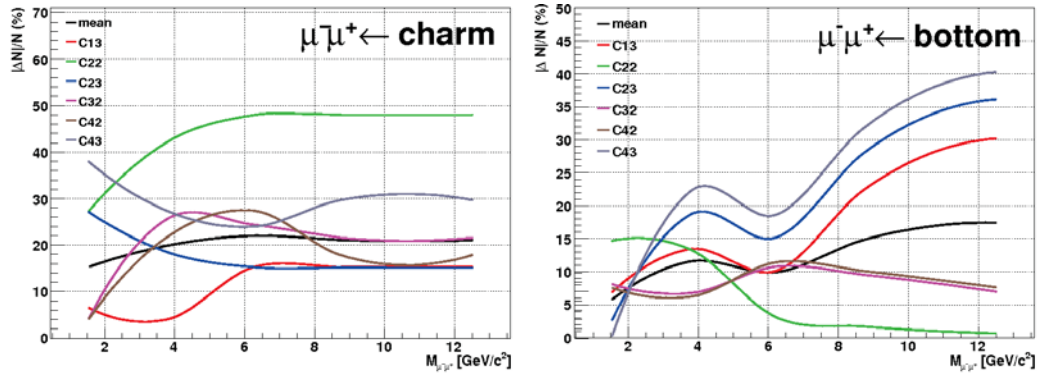 |ΔN|/N (%)
μ⁻μ⁺← charm
mean
C13
C22
C23
C32
C42
C43
70
60
50
40
30
20
10
0
2 4 6 8 10 12
M_μ⁻μ⁺ [GeV/c²]
|ΔN|/N (%)
μ⁻μ⁺← bottom
mean
C13
C22
C23
C32
C42
C43
50
45
40
35
30
25
20
15
10
5
0
2 4 6 8 10 12
M_μ⁻μ⁺ [GeV/c²]